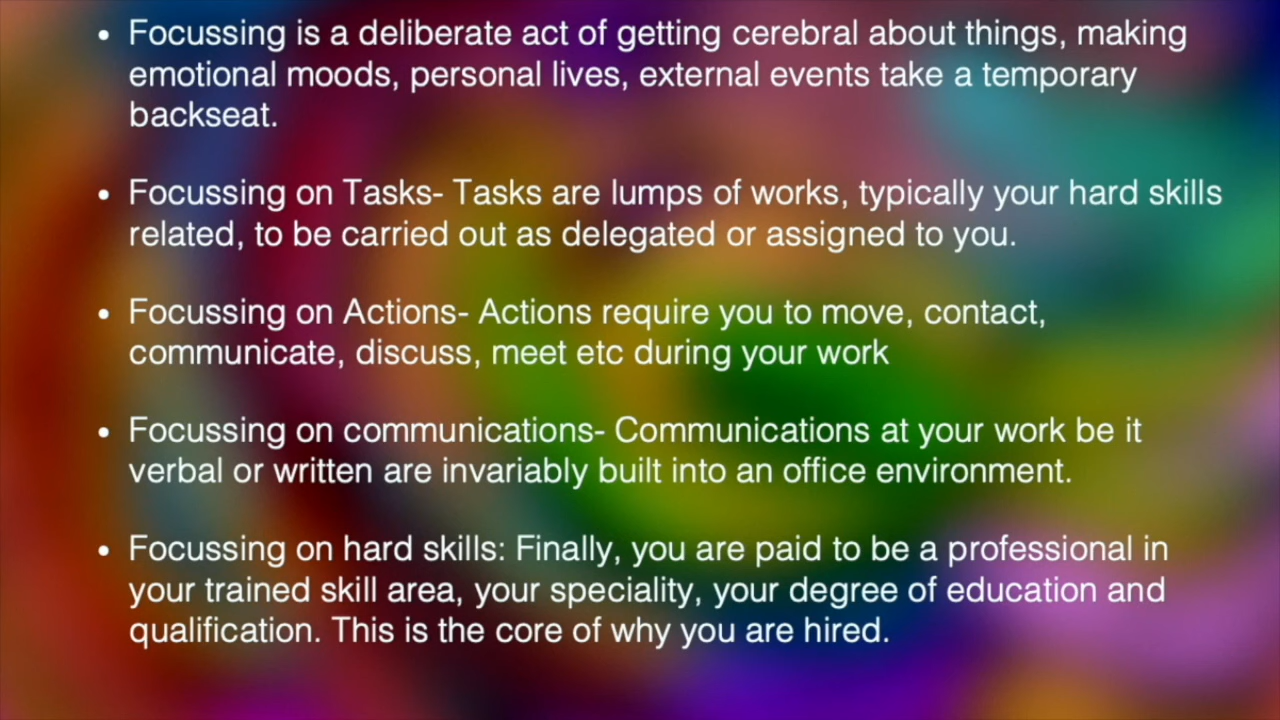 • Focussing is a deliberate act of getting cerebral about things, making
emotional moods, personal lives, external events take a temporary
backseat.
• Focussing on Tasks- Tasks are lumps of works, typically your hard skills
related, to be carried out as delegated or assigned to you.
• Focussing on Actions- Actions require you to move, contact,
communicate, discuss, meet etc during your work
• Focussing on communications- Communications at your work be it
verbal or written are invariably built into an office environment.
• Focussing on hard skills: Finally, you are paid to be a professional in
your trained skill area, your speciality, your degree of education and
qualification. This is the core of why you are hired.